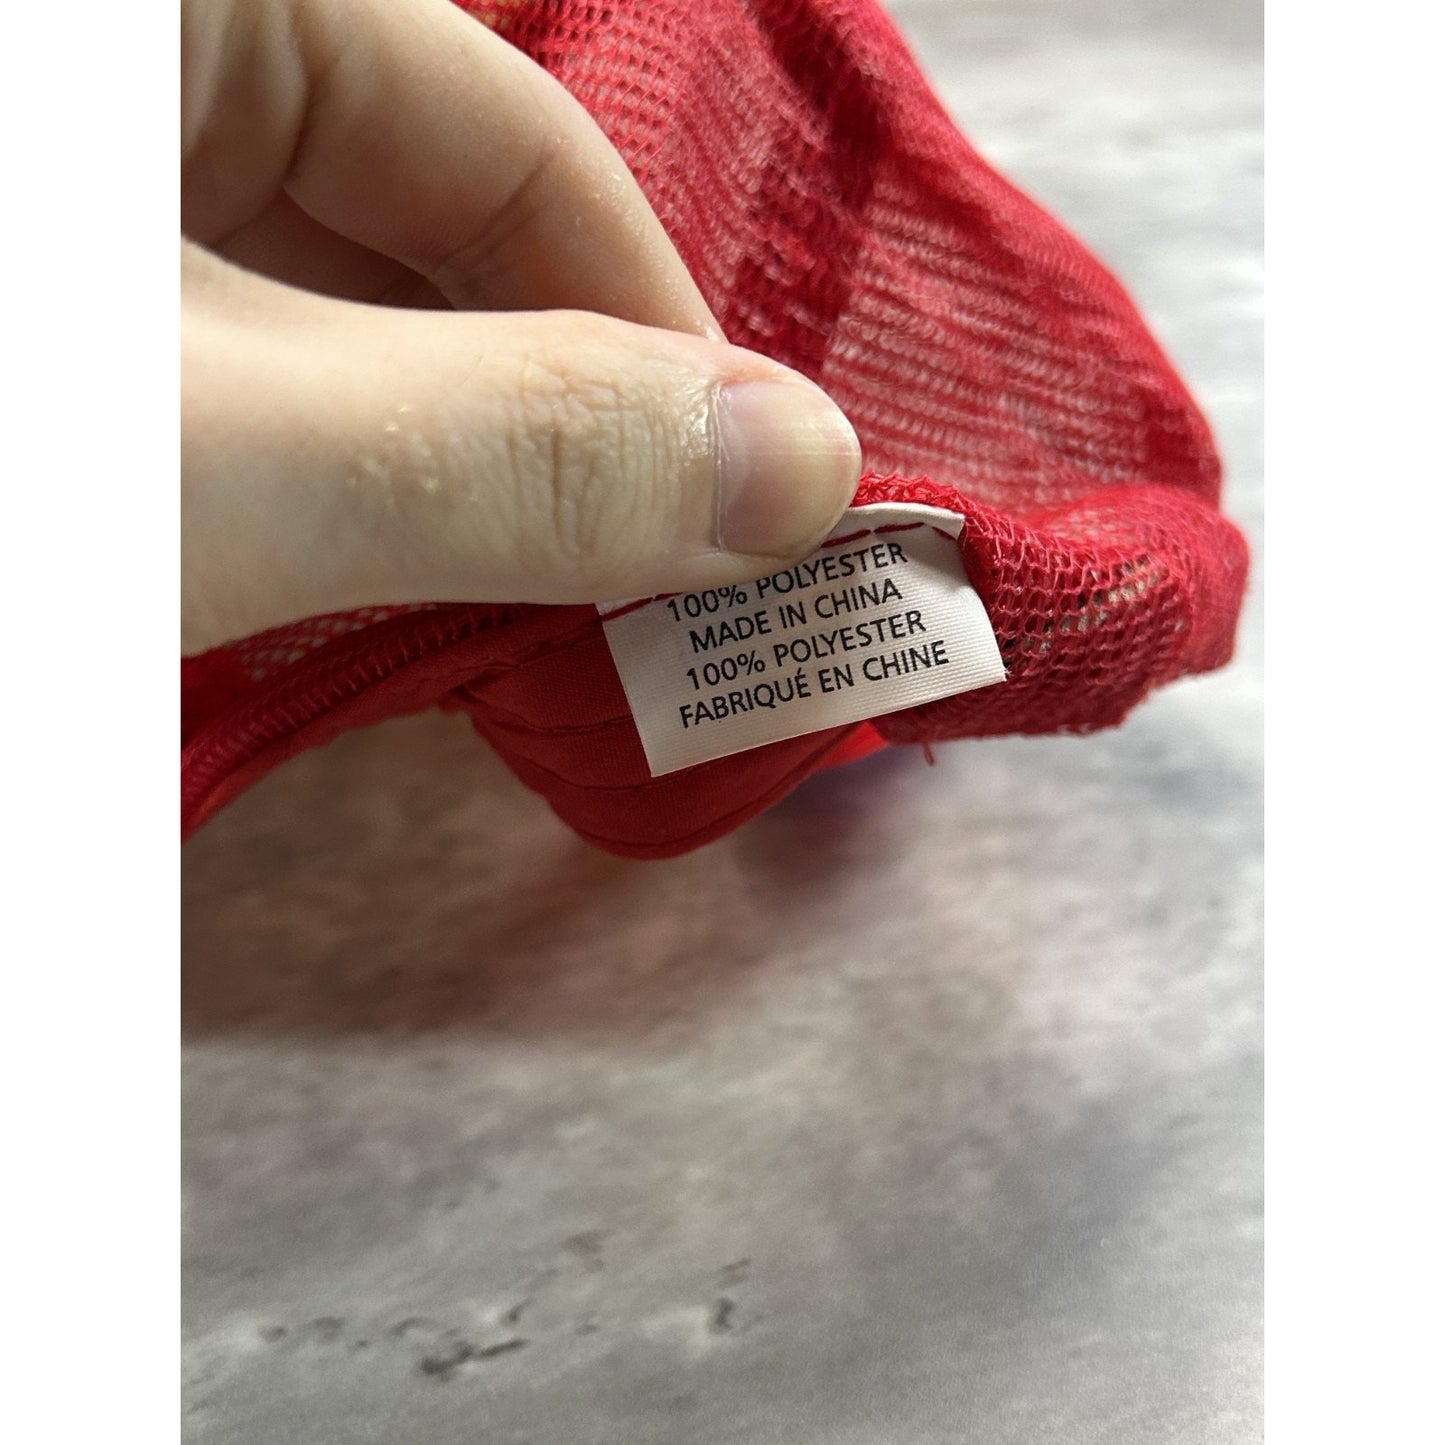 100% POLYESTER
MADE IN CHINA
100% POLYESTER
FABRIQUÉ EN CHINE